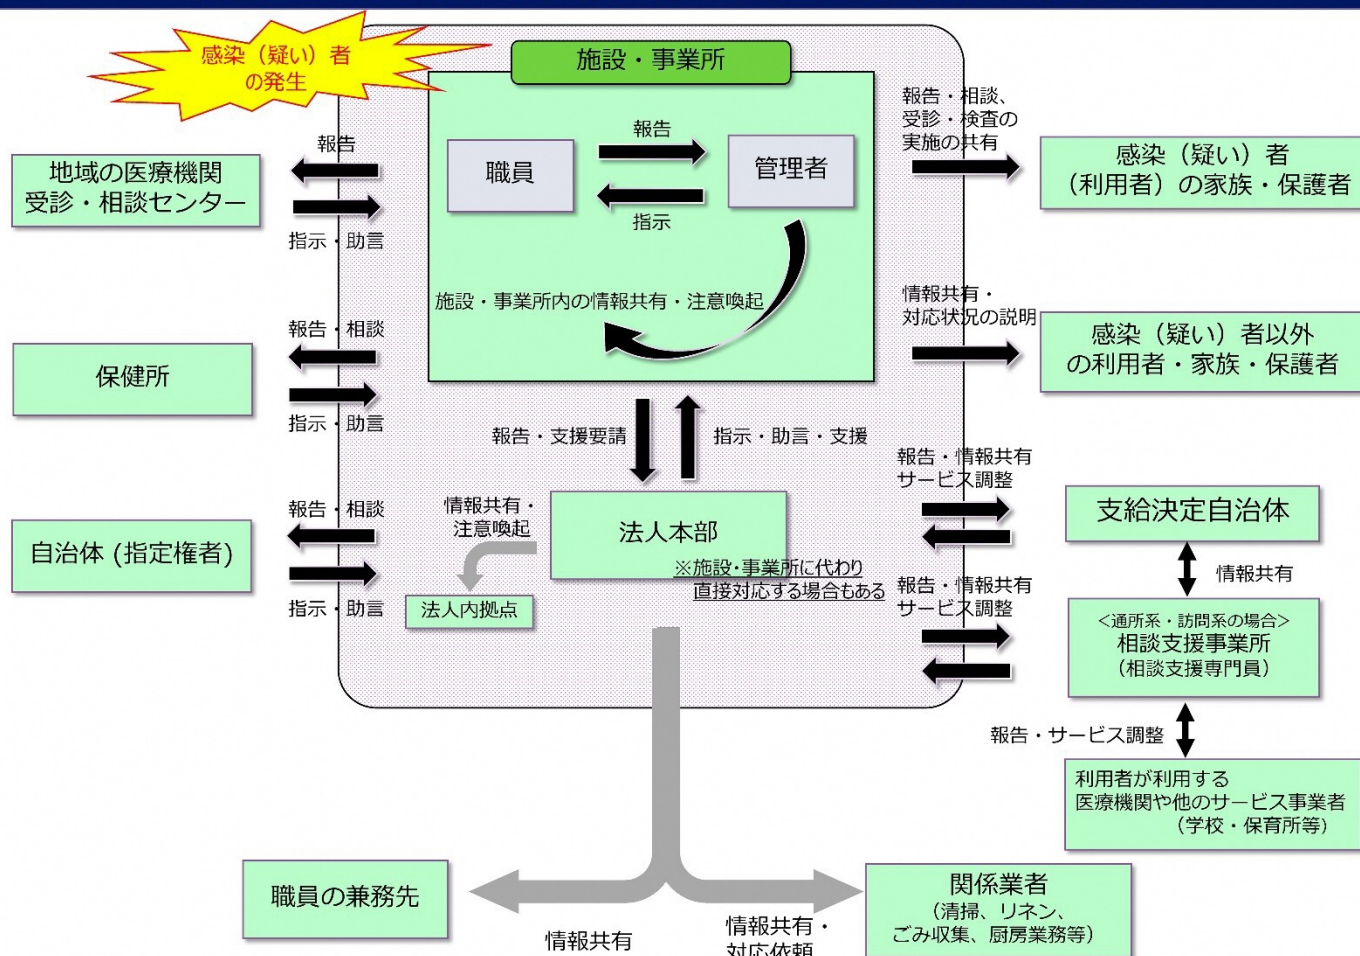 感染（疑い）者
の発生
施設・事業所
職員
報告
指示
管理者
施設・事業所内の情報共有・注意喚起
報告
地域の医療機関
受診・相談センター
指示・助言
報告・相談
保健所
指示・助言
報告・相談
自治体 (指定権者)
指示・助言
報告・相談、
受診・検査の
実施の共有
感染（疑い）者
（利用者）の家族・保護者
情報共有・
対応状況の説明
感染（疑い）者以外
の利用者・家族・保護者
報告・支援要請
指示・助言・支援
情報共有・
注意喚起
法人本部
※施設・事業所に代わり
直接対応する場合もある
法人内拠点
報告・情報共有
サービス調整
支給決定自治体
情報共有
報告・情報共有
サービス調整
＜通所系・訪問系の場合＞
相談支援事業所
（相談支援専門員）
報告・サービス調整
利用者が利用する
医療機関や他のサービス事業者
（学校・保育所等）
職員の兼務先
情報共有
情報共有・
対応依頼
関係業者
（清掃、リネン、
ごみ収集、厨房業務等）